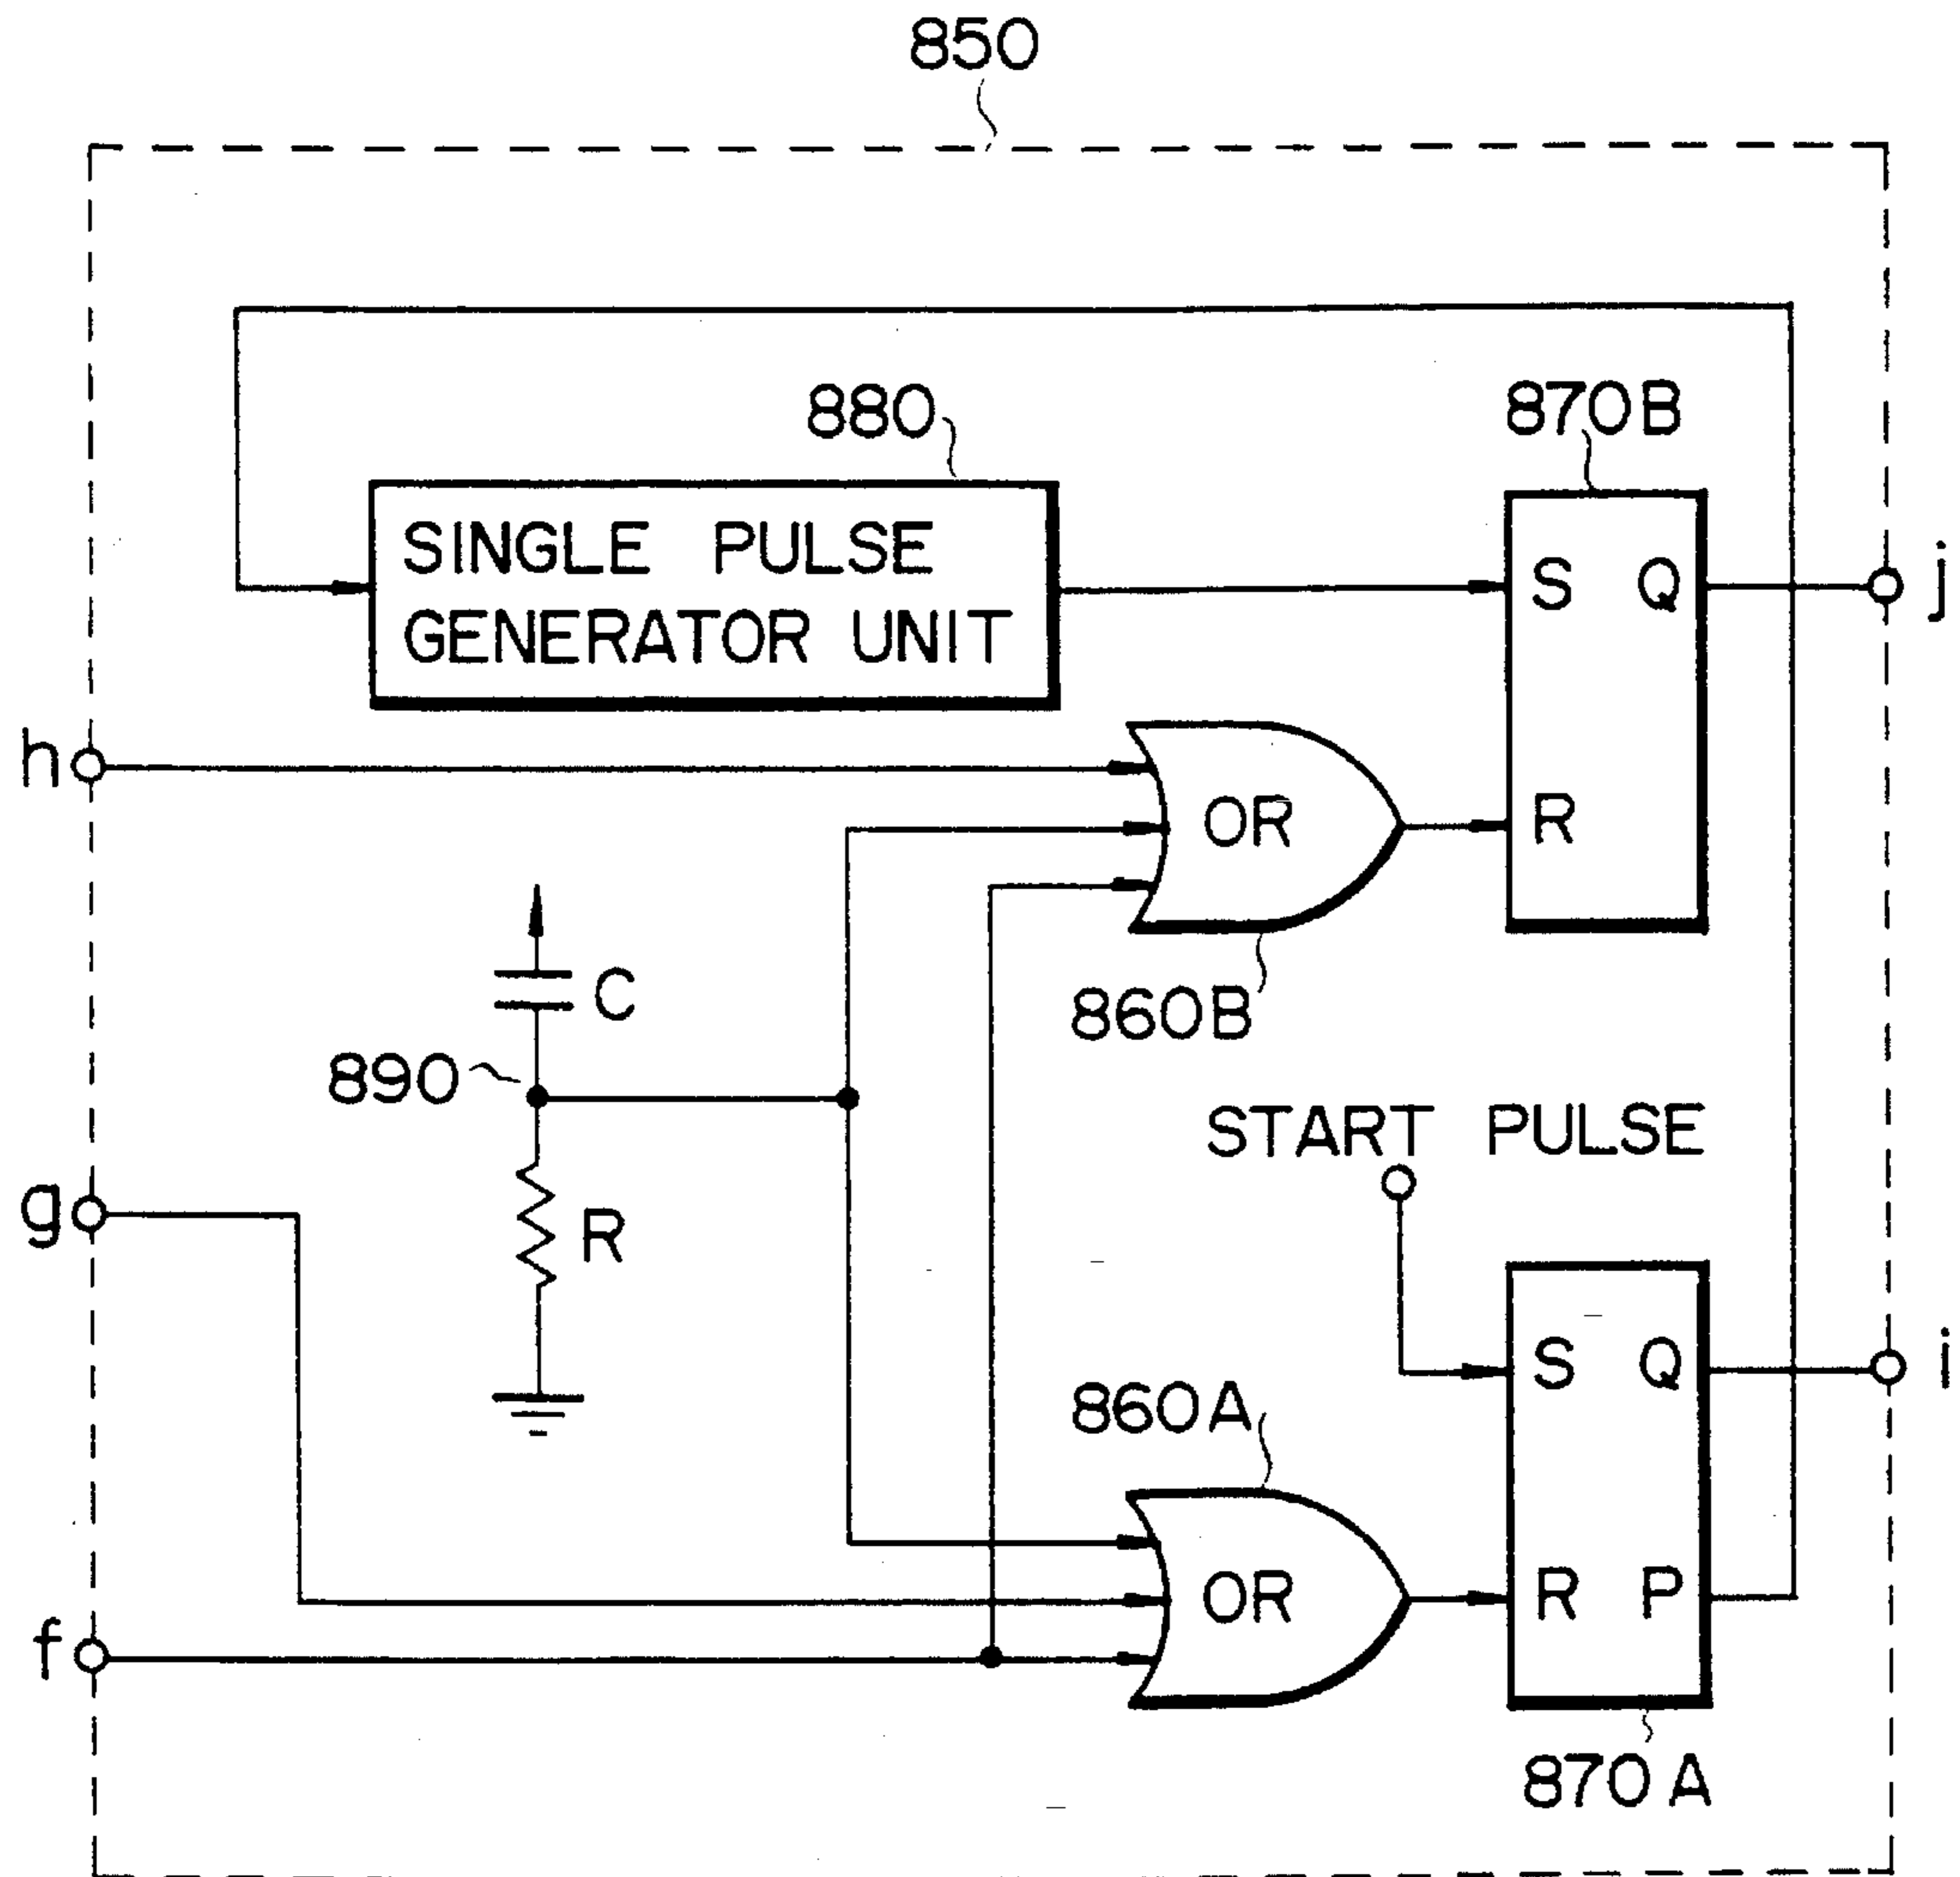 850
880
870B
SINGLE PULSE
GENERATOR UNIT
S Q
j
h
OR
R
C
860B
890
START PULSE
g
R
S Q
i
860A
OR
R P
f
870A